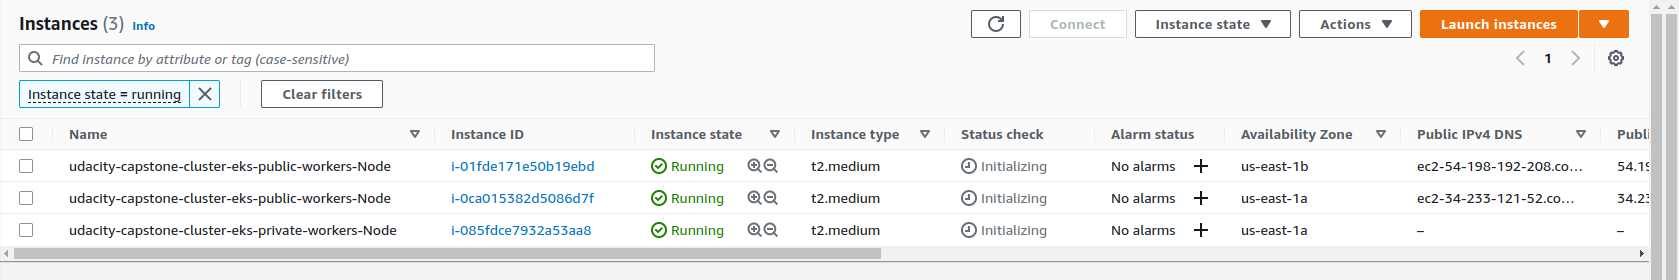 Instances (3) Info Connect Instance state Actions Launch instances
Find instance by attribute or tag (case-sensitive) 1
Instance state = running Clear filters
Name Instance ID Instance state Instance type Status check Alarm status Availability Zone Public IPv4 DNS Publi
udacity-capstone-cluster-eks-public-workers-Node i-01fde171e50b19ebd Running t2.medium Initializing No alarms + us-east-1b ec2-54-198-192-208.co... 54.19
udacity-capstone-cluster-eks-public-workers-Node i-0ca015382d5086d7f Running t2.medium Initializing No alarms + us-east-1a ec2-34-233-121-52.co... 34.23
udacity-capstone-cluster-eks-private-workers-Node i-085fdce7932a53aa8 Running t2.medium Initializing No alarms + us-east-1a – –